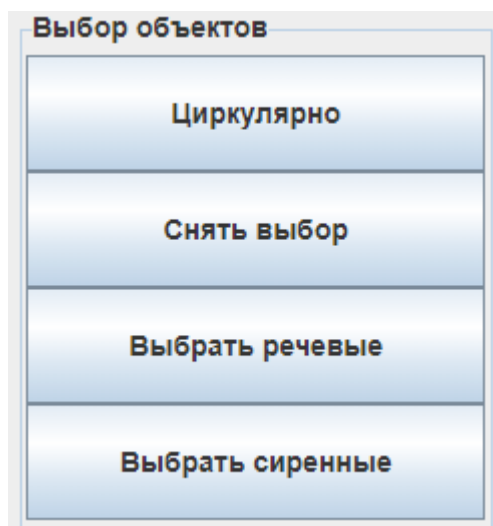 Выбор объектов
Циркулярно
Снять выбор
Выбрать речевые
Выбрать сиренные